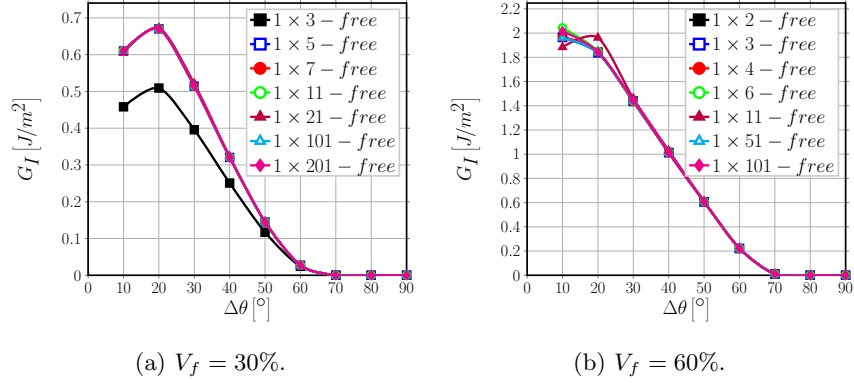 0 10 20 30 40 50 60 70 80 90
0
0.1
0.2
0.3
0.4
0.5
0.6
0.7
Δθ [°]
G_I [J/m²]
1 × 3 − free
1 × 5 − free
1 × 7 − free
1 × 11 − free
1 × 21 − free
1 × 101 − free
1 × 201 − free
(a) V_f = 30%.
0 10 20 30 40 50 60 70 80 90
0
0.2
0.4
0.6
0.8
1
1.2
1.4
1.6
1.8
2
2.2
Δθ [°]
G_I [J/m²]
1 × 2 − free
1 × 3 − free
1 × 4 − free
1 × 6 − free
1 × 11 − free
1 × 51 − free
1 × 101 − free
(b) V_f = 60%.